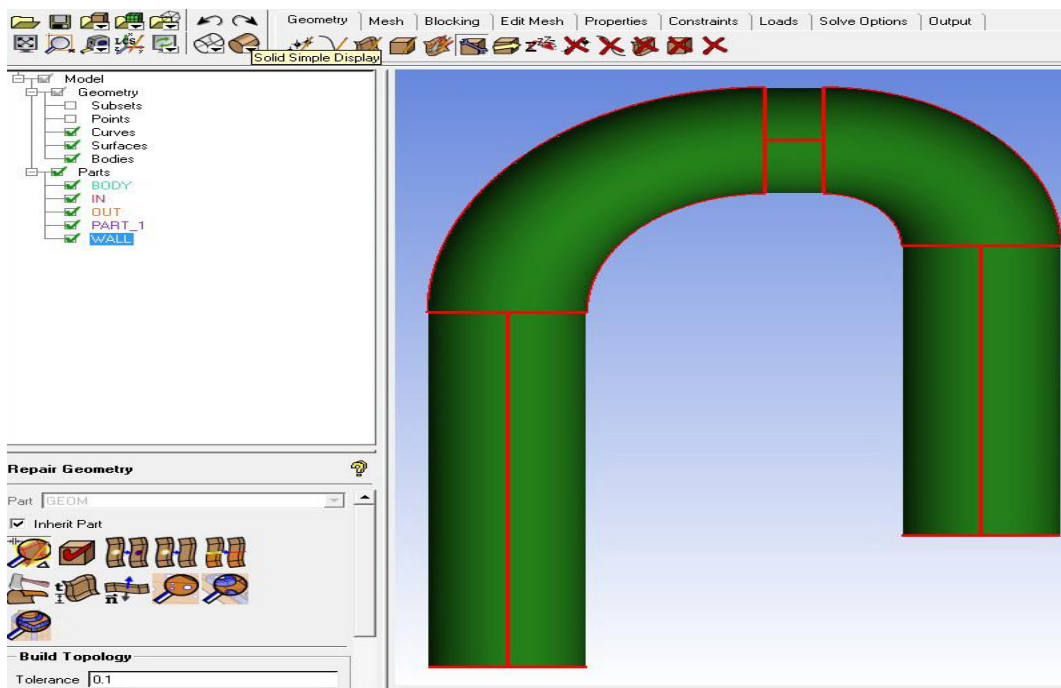 Geometry Mesh Blocking Edit Mesh Properties Constraints Loads Solve Options Output
Solid Simple Display
Model
Geometry
Subsets
Points
Curves
Surfaces
Bodies
Parts
BODY
IN
OUT
PART_1
WALL
Repair Geometry
Part GEOM
Inherit Part
Build Topology
Tolerance 0.1